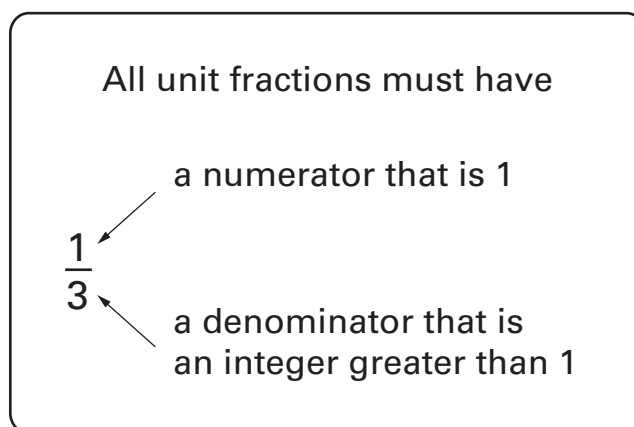 All unit fractions must have
a numerator that is 1
1
3
a denominator that is
an integer greater than 1